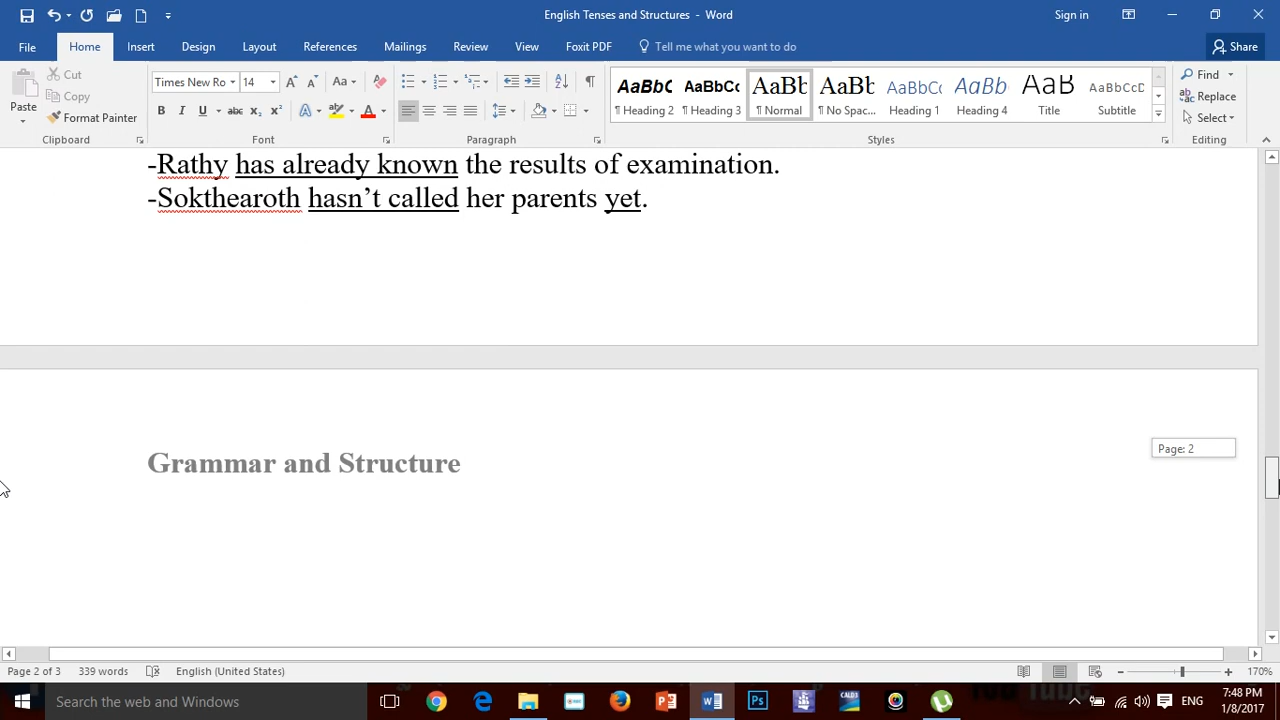 English Tenses and Structures - Word
Sign in
File Home Insert Design Layout References Mailings Review View Foxit PDF Tell me what you want to do Share
Paste
Cut
Copy
Format Painter
Clipboard
Times New Ro 14
Font
Paragraph
AaBbC AaBbCc AaBb AaBb AaBbC AaBb AaB AaBbCcD
¶ Heading 2 ¶ Heading 3 ¶ Normal ¶ No Spac... Heading 1 Heading 4 Title Subtitle
Styles
Find
Replace
Select
Editing
-Rathy has already known the results of examination.
-Sokthearoth hasn’t called her parents yet.
Page: 2
Grammar and Structure
Page 2 of 3 339 words English (United States) 170%
Search the web and Windows
CALD3
ENG
7:48 PM
1/8/2017